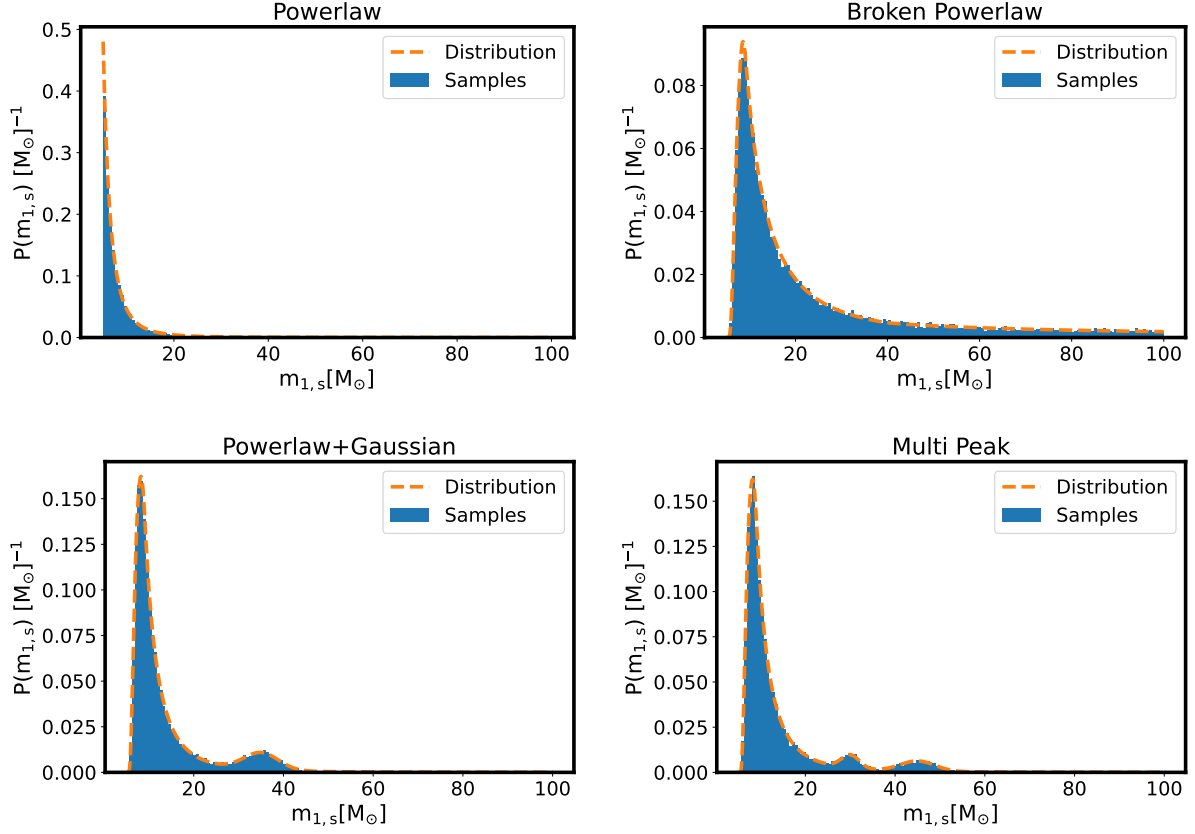 Powerlaw
Distribution
Samples
P(m₁,ₛ) [M⊙]⁻¹
0.5
0.4
0.3
0.2
0.1
0.0
20 40 60 80 100
m₁,ₛ[M⊙]
Broken Powerlaw
Distribution
Samples
P(m₁,ₛ) [M⊙]⁻¹
0.08
0.06
0.04
0.02
0.00
20 40 60 80 100
m₁,ₛ[M⊙]
Powerlaw+Gaussian
Distribution
Samples
P(m₁,ₛ) [M⊙]⁻¹
0.150
0.125
0.100
0.075
0.050
0.025
0.000
20 40 60 80 100
m₁,ₛ[M⊙]
Multi Peak
Distribution
Samples
P(m₁,ₛ) [M⊙]⁻¹
0.150
0.125
0.100
0.075
0.050
0.025
0.000
20 40 60 80 100
m₁,ₛ[M⊙]